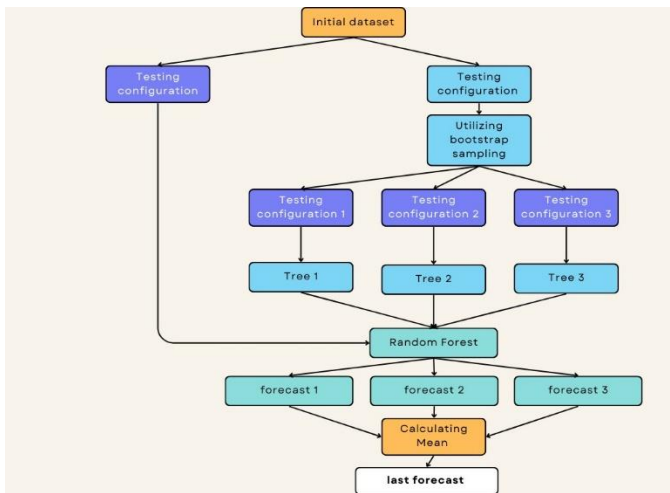 Initial dataset
Testing
configuration
Testing
configuration
Utilizing
bootstrap
sampling
Testing
configuration 1
Testing
configuration 2
Testing
configuration 3
Tree 1
Tree 2
Tree 3
Random Forest
forecast 1
forecast 2
forecast 3
Calculating
Mean
last forecast